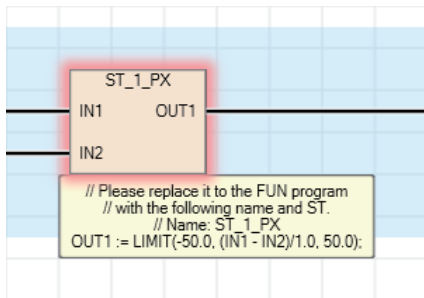 ST_1_PX
IN1 OUT1
IN2
// Please replace it to the FUN program
// with the following name and ST.
// Name: ST_1_PX
OUT1 := LIMIT(-50.0, (IN1 - IN2)/1.0, 50.0);